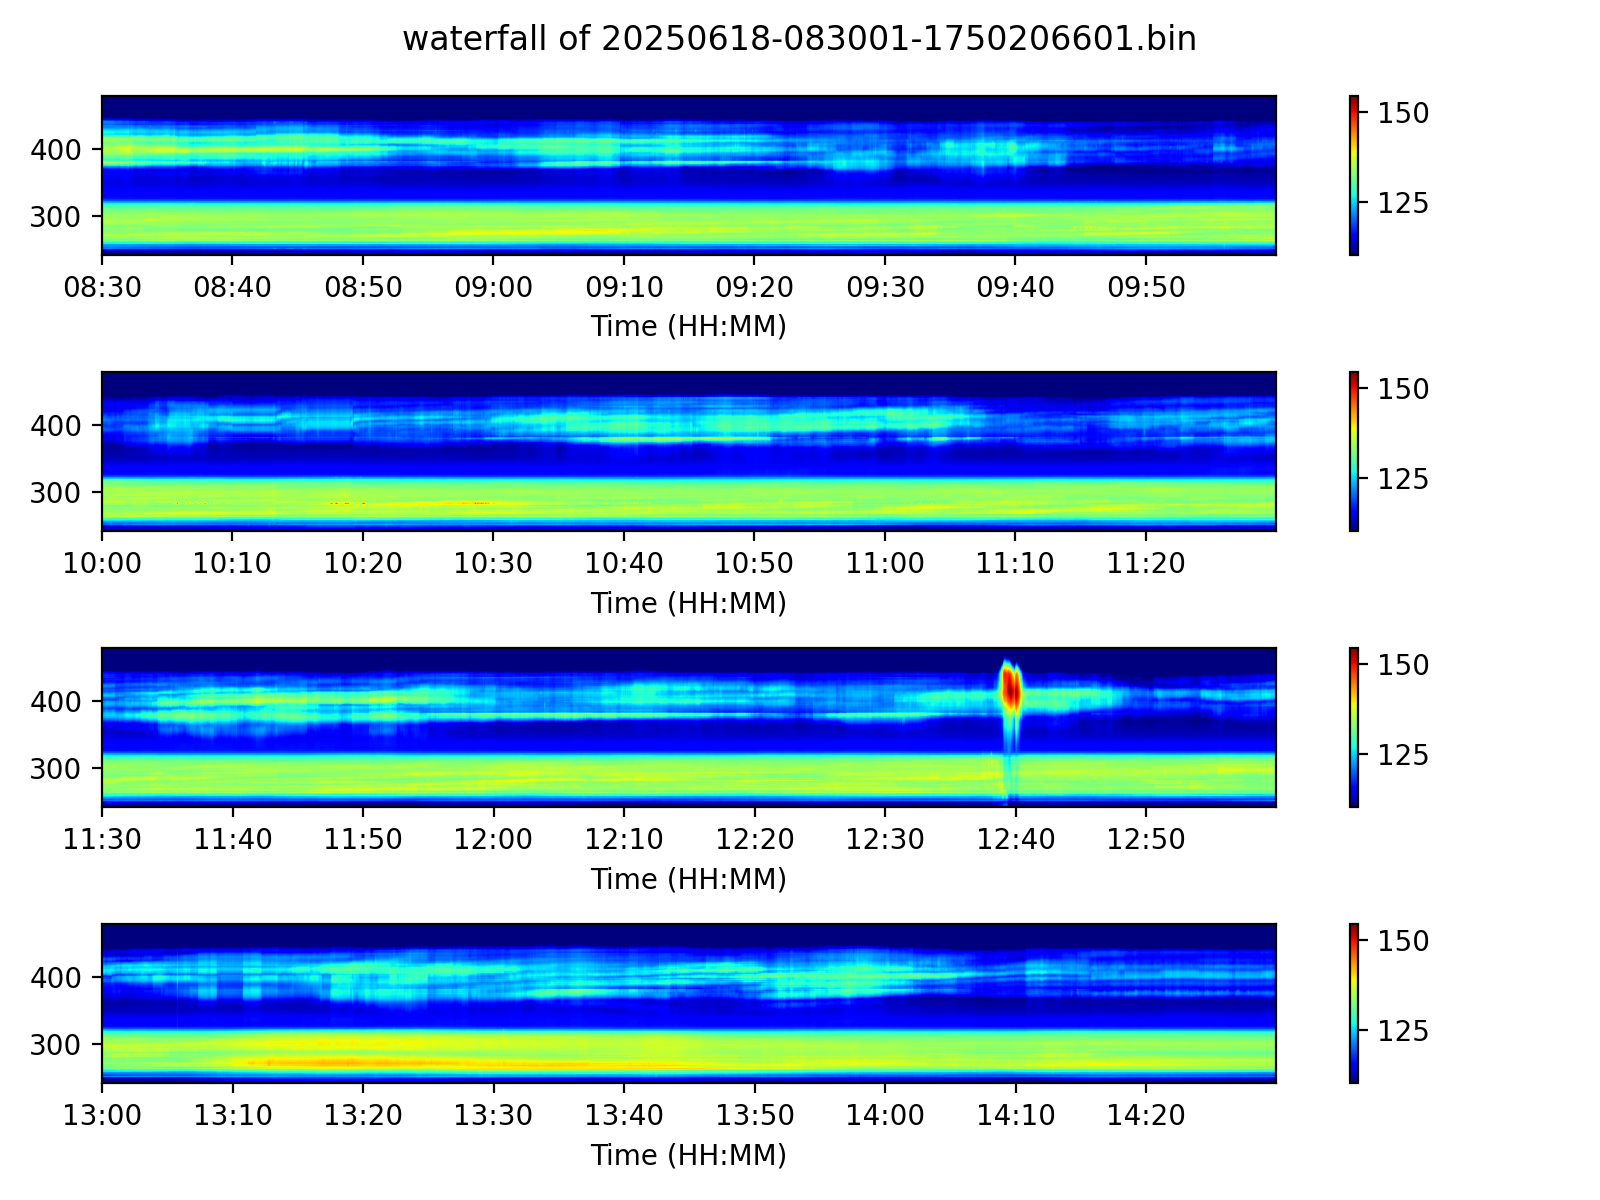 waterfall of 20250618-083001-1750206601.bin
400
300
150
125
08:30 08:40 08:50 09:00 09:10 09:20 09:30 09:40 09:50
Time (HH:MM)
400
300
150
125
10:00 10:10 10:20 10:30 10:40 10:50 11:00 11:10 11:20
Time (HH:MM)
400
300
150
125
11:30 11:40 11:50 12:00 12:10 12:20 12:30 12:40 12:50
Time (HH:MM)
400
300
150
125
13:00 13:10 13:20 13:30 13:40 13:50 14:00 14:10 14:20
Time (HH:MM)